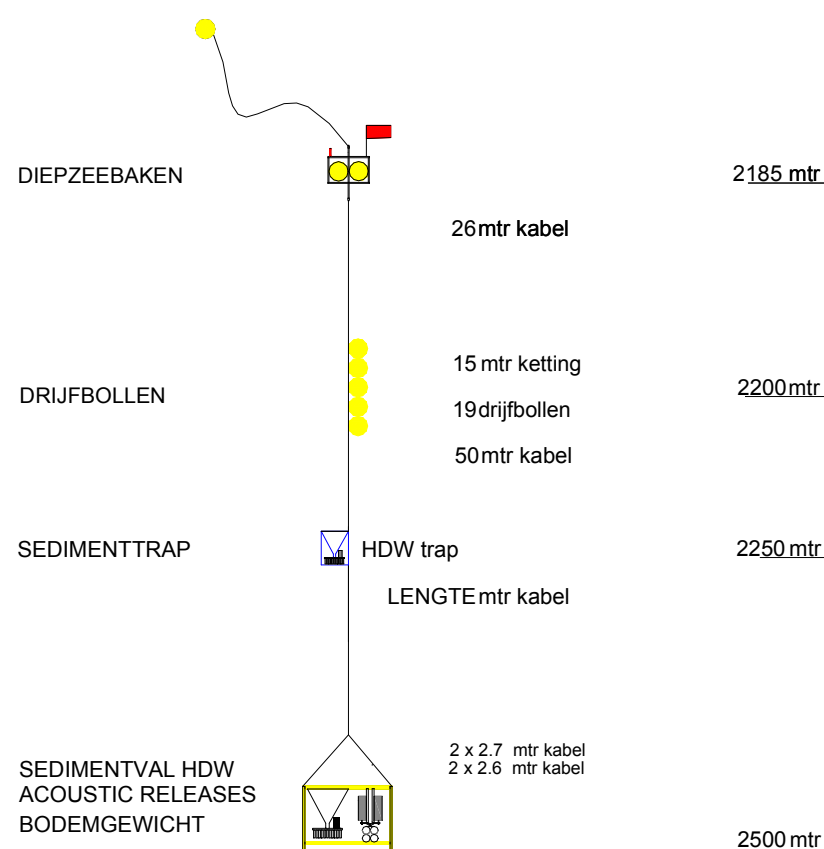 DIEPZEEBAKEN 2185 mtr
26 mtr kabel
15 mtr ketting
DRIJFBOLLEN 2200 mtr
19 drijfbollen
50 mtr kabel
SEDIMENTTRAP HDW trap 2250 mtr
LENGTE mtr kabel
2 x 2.7 mtr kabel
SEDIMENTVAL HDW 2 x 2.6 mtr kabel
ACOUSTIC RELEASES
BODEMGEWICHT
2500 mtr